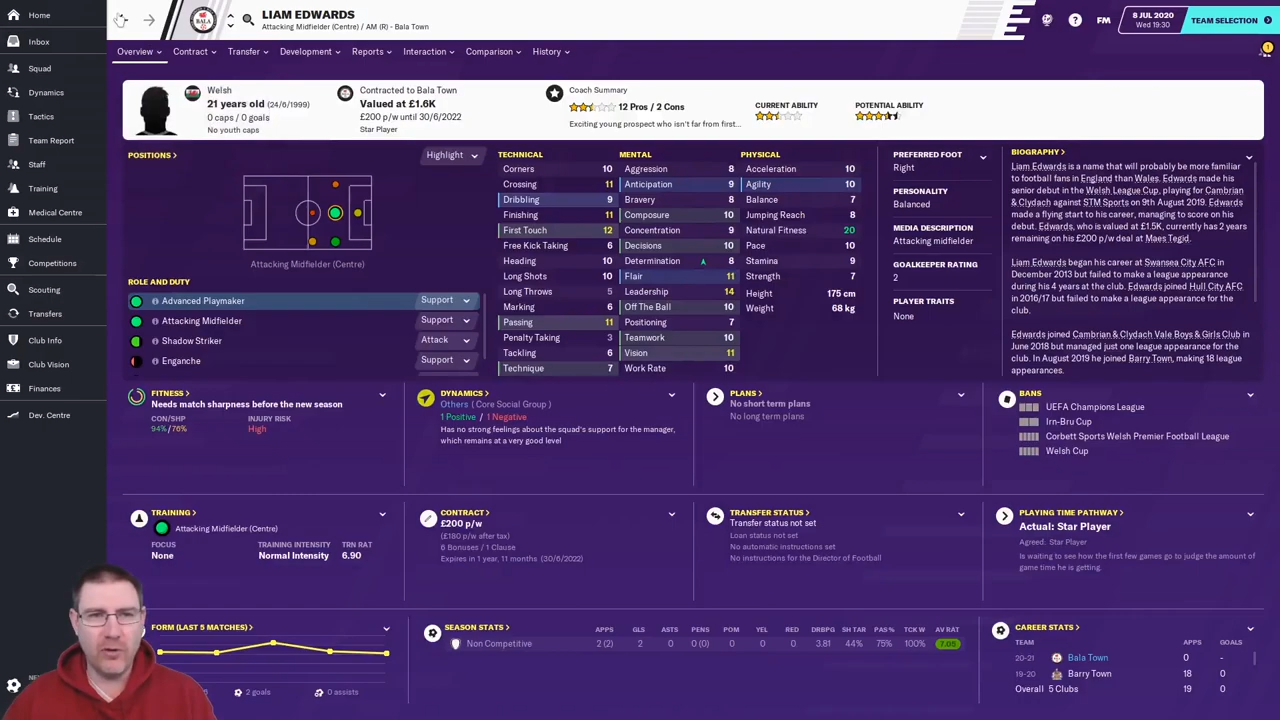 Home
LIAM EDWARDS
Attacking Midfielder (Centre) / AM (R) - Bala Town
BALA
?
FM
8 JUL 2020
Wed 19:30
TEAM SELECTION
Inbox
Squad
Dynamics
Tactics
Team Report
Staff
Training
Medical Centre
Schedule
Competitions
Scouting
Transfers
Club Info
Club Vision
Finances
Dev. Centre
Overview
Contract
Transfer
Development
Reports
Interaction
Comparison
History
Welsh
21 years old (24/6/1999)
0 caps / 0 goals
No youth caps
Contracted to Bala Town
Valued at £1.6K
£200 p/w until 30/6/2022
Star Player
Coach Summary
12 Pros / 2 Cons
Exciting young prospect who isn't far from first...
CURRENT ABILITY
POTENTIAL ABILITY
POSITIONS
Highlight
Attacking Midfielder (Centre)
ROLE AND DUTY
Advanced Playmaker Support
Attacking Midfielder Support
Shadow Striker Attack
Enganche Support
TECHNICAL
Corners 10
Crossing 11
Dribbling 9
Finishing 11
First Touch 12
Free Kick Taking 6
Heading 10
Long Shots 10
Long Throws 5
Marking 6
Passing 11
Penalty Taking 3
Tackling 6
Technique 7
MENTAL
Aggression 8
Anticipation 9
Bravery 8
Composure 10
Concentration 9
Decisions 10
Determination 8
Flair 11
Leadership 14
Off The Ball 10
Positioning 7
Teamwork 10
Vision 11
Work Rate 10
PHYSICAL
Acceleration 10
Agility 10
Balance 7
Jumping Reach 8
Natural Fitness 20
Pace 10
Stamina 9
Strength 7
Height 175 cm
Weight 68 kg
PREFERRED FOOT
Right
PERSONALITY
Balanced
MEDIA DESCRIPTION
Attacking midfielder
GOALKEEPER RATING
2
PLAYER TRAITS
None
BIOGRAPHY
Liam Edwards is a name that will probably be more familiar
to football fans in England than Wales. Edwards made his
senior debut in the Welsh League Cup, playing for Cambrian
& Clydach against STM Sports on 9th August 2019. Edwards
made a flying start to his career, managing to score on his
debut. Edwards, who is valued at £1.5K, currently has 2 years
remaining on his £200 p/w deal at Maes Tegid.
Liam Edwards began his career at Swansea City AFC in
December 2013 but failed to make a league appearance
during his 4 years at the club. Edwards joined Hull City AFC
in 2016/17 but failed to make a league appearance for the
club.
Edwards joined Cambrian & Clydach Vale Boys & Girls Club in
June 2018 but managed just one league appearance for the
club. In August 2019 he joined Barry Town, making 18 league
appearances.
FITNESS
Needs match sharpness before the new season
CON/SHP
94%/76%
INJURY RISK
High
DYNAMICS
Others ( Core Social Group )
1 Positive / 1 Negative
Has no strong feelings about the squad's support for the manager,
which remains at a very good level
PLANS
No short term plans
No long term plans
BANS
UEFA Champions League
Irn-Bru Cup
Corbett Sports Welsh Premier Football League
Welsh Cup
TRAINING
Attacking Midfielder (Centre)
FOCUS
None
TRAINING INTENSITY
Normal Intensity
TRN RAT
6.90
CONTRACT
£200 p/w
(£180 p/w after tax)
6 Bonuses / 1 Clause
Expires in 1 year, 11 months (30/6/2022)
TRANSFER STATUS
Transfer status not set
Loan status not set
No automatic instructions set
No instructions for the Director of Football
PLAYING TIME PATHWAY
Actual: Star Player
Agreed: Star Player
Is waiting to see how the first few games go to judge the amount of
game time he is getting.
FORM (LAST 5 MATCHES)
2 goals
0 assists
SEASON STATS
APPS GLS ASTS PENS POM YEL RED DRBPG SH TAR PAS% TCK W AV RAT
Non Competitive 2 (2) 2 0 0 (0) 0 0 0 3.81 44% 75% 100% 7.05
CAREER STATS
TEAM APPS GOALS
20-21 Bala Town 0 -
19-20 Barry Town 18 0
Overall 5 Clubs 19 0